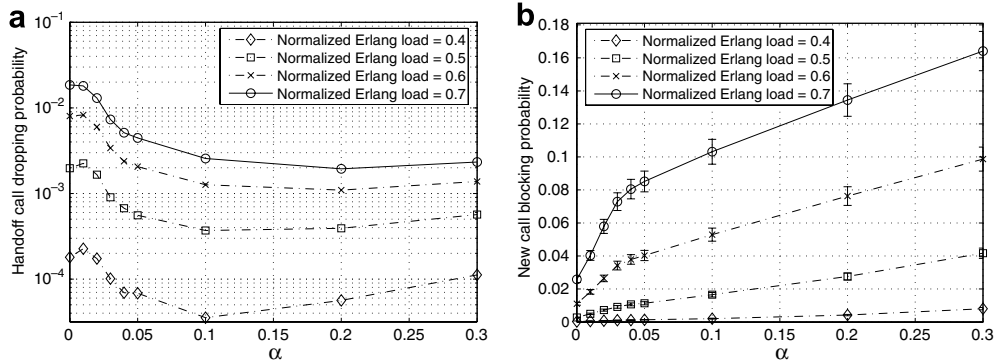 a
Handoff call dropping probability
10⁻¹
10⁻²
10⁻³
10⁻⁴
Normalized Erlang load = 0.4
Normalized Erlang load = 0.5
Normalized Erlang load = 0.6
Normalized Erlang load = 0.7
0 0.05 0.1 0.15 0.2 0.25 0.3
α
b
New call blocking probability
0.18
0.16
0.14
0.12
0.1
0.08
0.06
0.04
0.02
0
Normalized Erlang load = 0.4
Normalized Erlang load = 0.5
Normalized Erlang load = 0.6
Normalized Erlang load = 0.7
0 0.05 0.1 0.15 0.2 0.25 0.3
α